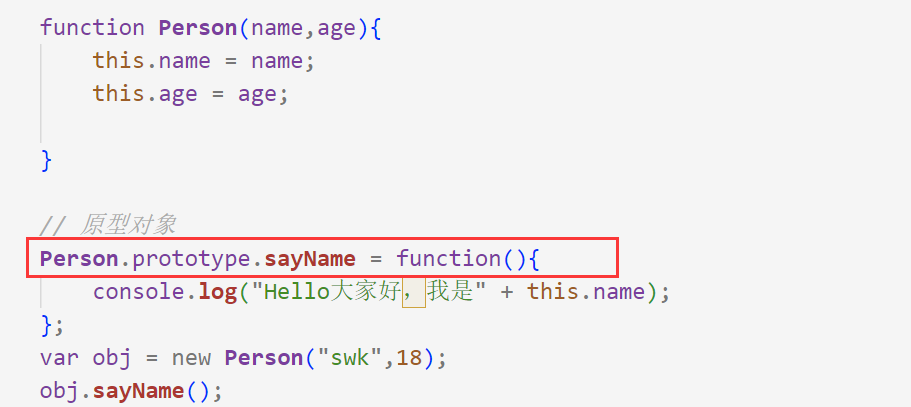 function Person(name,age){
    this.name = name;
    this.age = age;
}
// 原型对象
Person.prototype.sayName = function(){
    console.log("Hello大家好，我是" + this.name);
};
var obj = new Person("swk",18);
obj.sayName();